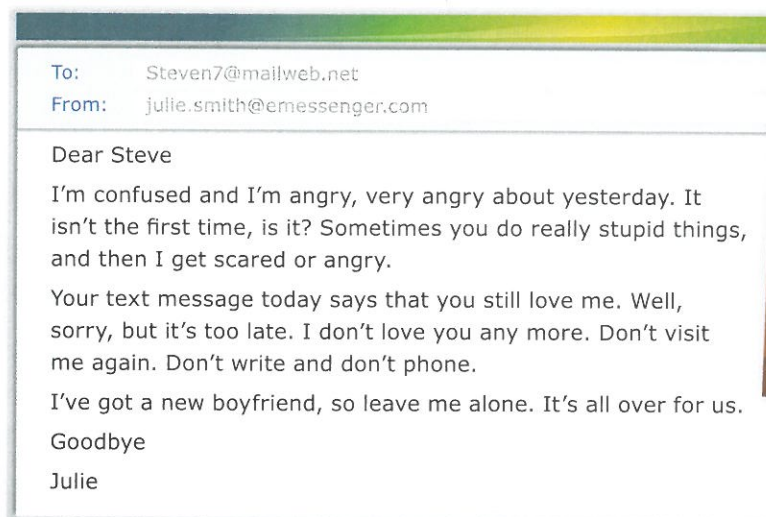 To: Steven7@mailweb.net
From: julie.smith@emessenger.com
Dear Steve
I'm confused and I'm angry, very angry about yesterday. It
isn't the first time, is it? Sometimes you do really stupid things,
and then I get scared or angry.
Your text message today says that you still love me. Well,
sorry, but it's too late. I don't love you any more. Don't visit
me again. Don't write and don't phone.
I've got a new boyfriend, so leave me alone. It's all over for us.
Goodbye
Julie